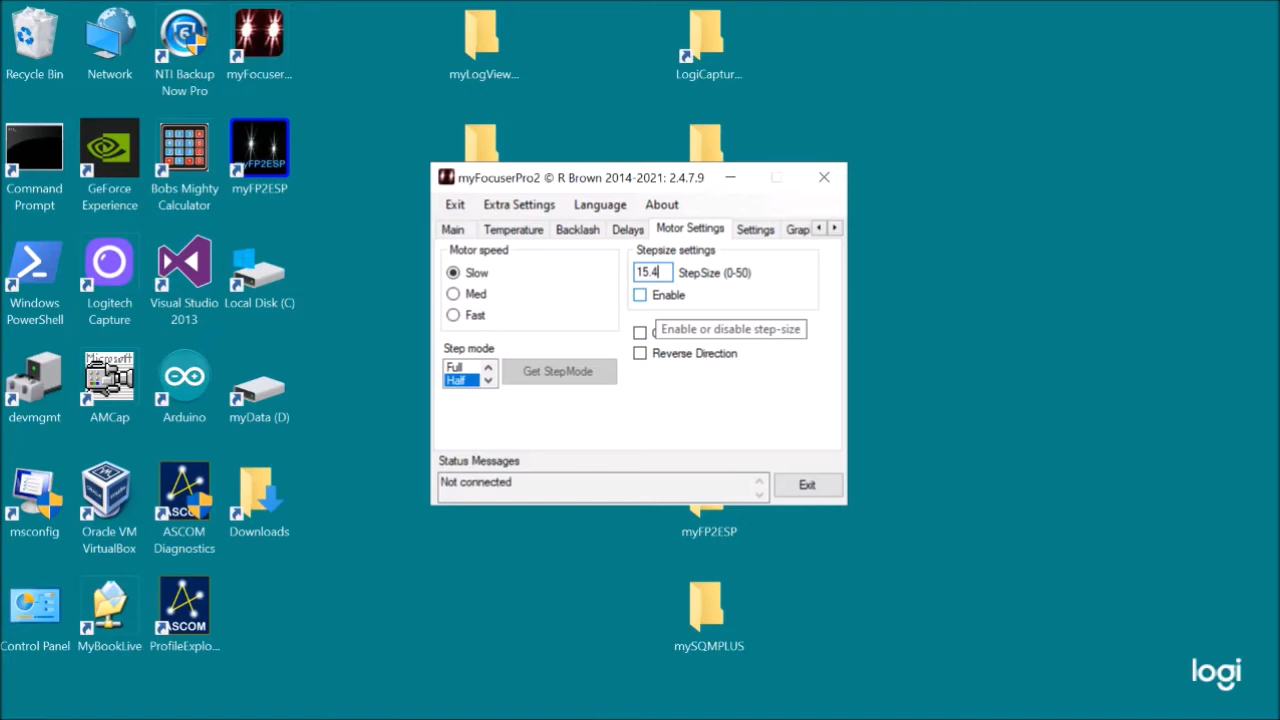 Recycle Bin
Network
NTI Backup
Now Pro
myFocuser...
myLogView...
LogiCaptur...
Command
Prompt
GeForce
Experience
Bobs Mighty
Calculator
myFP2ESP
myFP2ESP
Windows
PowerShell
Logitech
Capture
Visual Studio
2013
Local Disk (C)
devmgmt
Microsoft
AMCap
Arduino
myData (D)
msconfig
Oracle VM
VirtualBox
ASCOM
Diagnostics
Downloads
Control Panel
MyBookLive
ASCOM
ProfileExplo...
myFP2ESP
mySQMPLUS
myFocuserPro2 © R Brown 2014-2021: 2.4.7.9
Exit Extra Settings Language About
Main Temperature Backlash Delays Motor Settings Settings Grap
Motor speed
Slow
Med
Fast
Stepsize settings
15.4 StepSize (0-50)
Enable
Enable or disable step-size
Reverse Direction
Step mode
Full
Half
Get StepMode
Status Messages
Not connected
Exit
logi